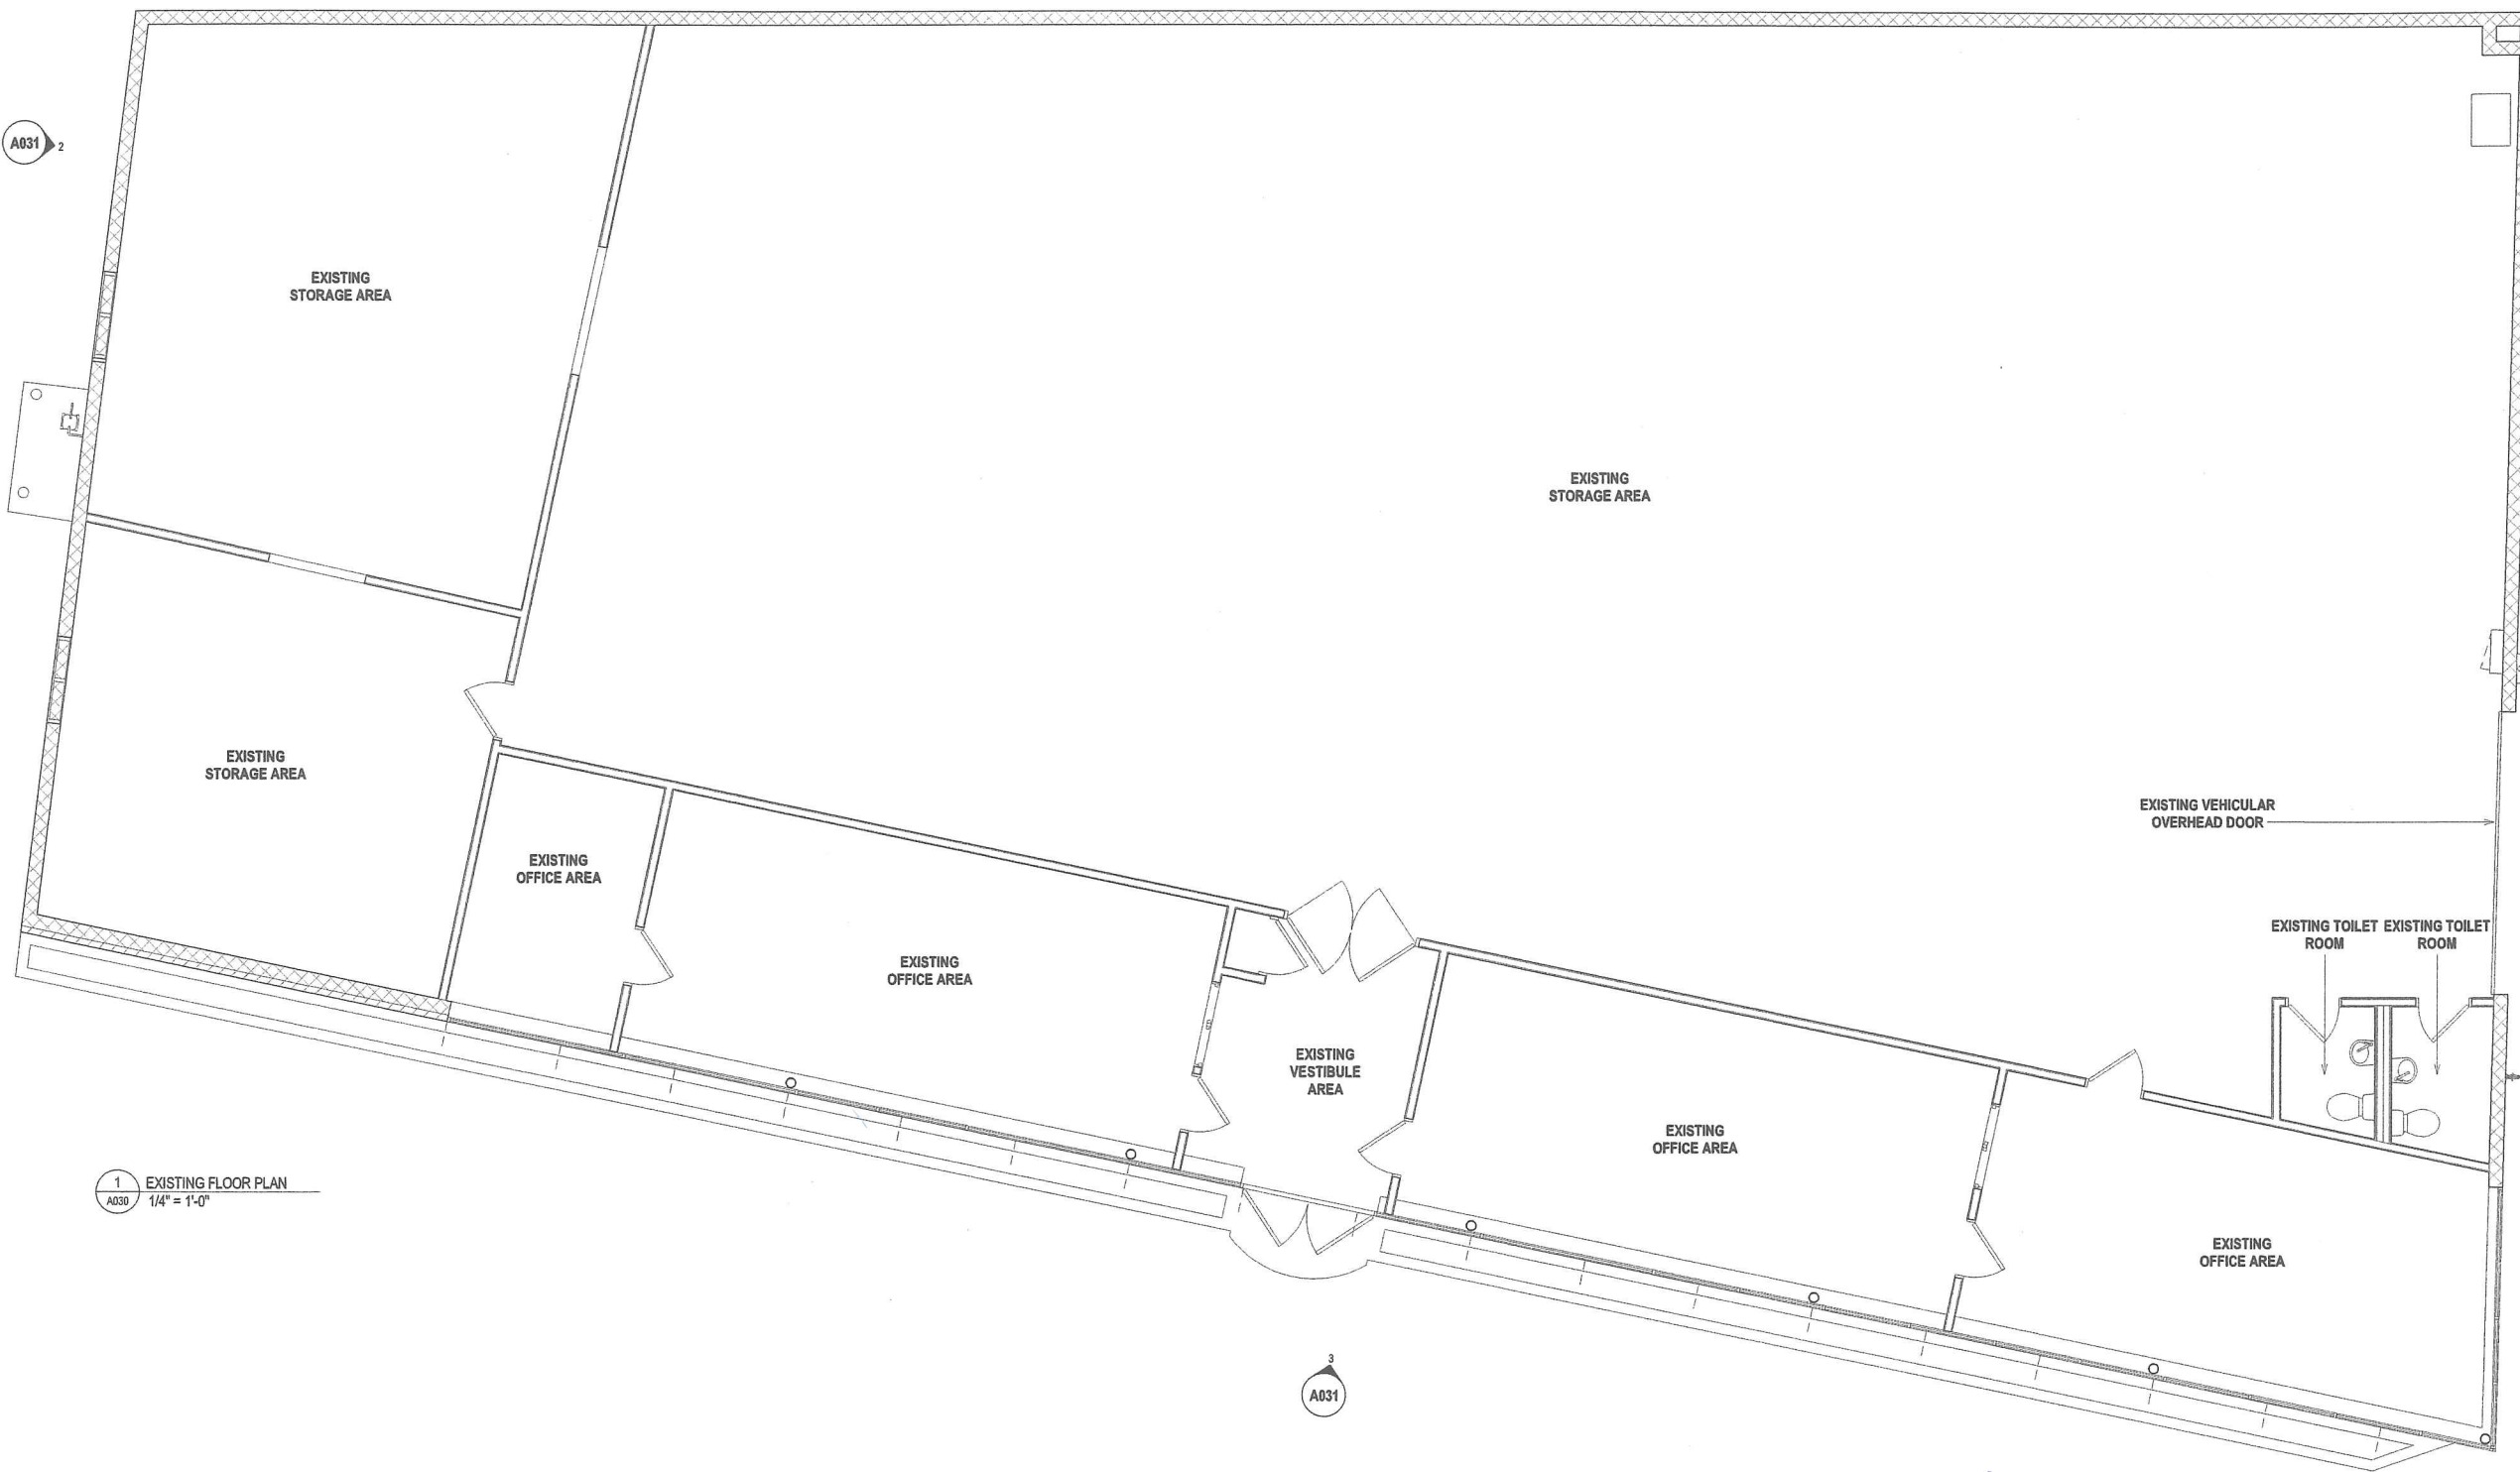 A031
2
EXISTING
STORAGE AREA
EXISTING
STORAGE AREA
EXISTING
STORAGE AREA
EXISTING VEHICULAR
OVERHEAD DOOR
EXISTING
OFFICE AREA
EXISTING TOILET
ROOM
EXISTING TOILET
ROOM
EXISTING
OFFICE AREA
EXISTING
VESTIBULE
AREA
EXISTING
OFFICE AREA
1
A030
EXISTING FLOOR PLAN
1/4" = 1'-0"
EXISTING
OFFICE AREA
3
A031